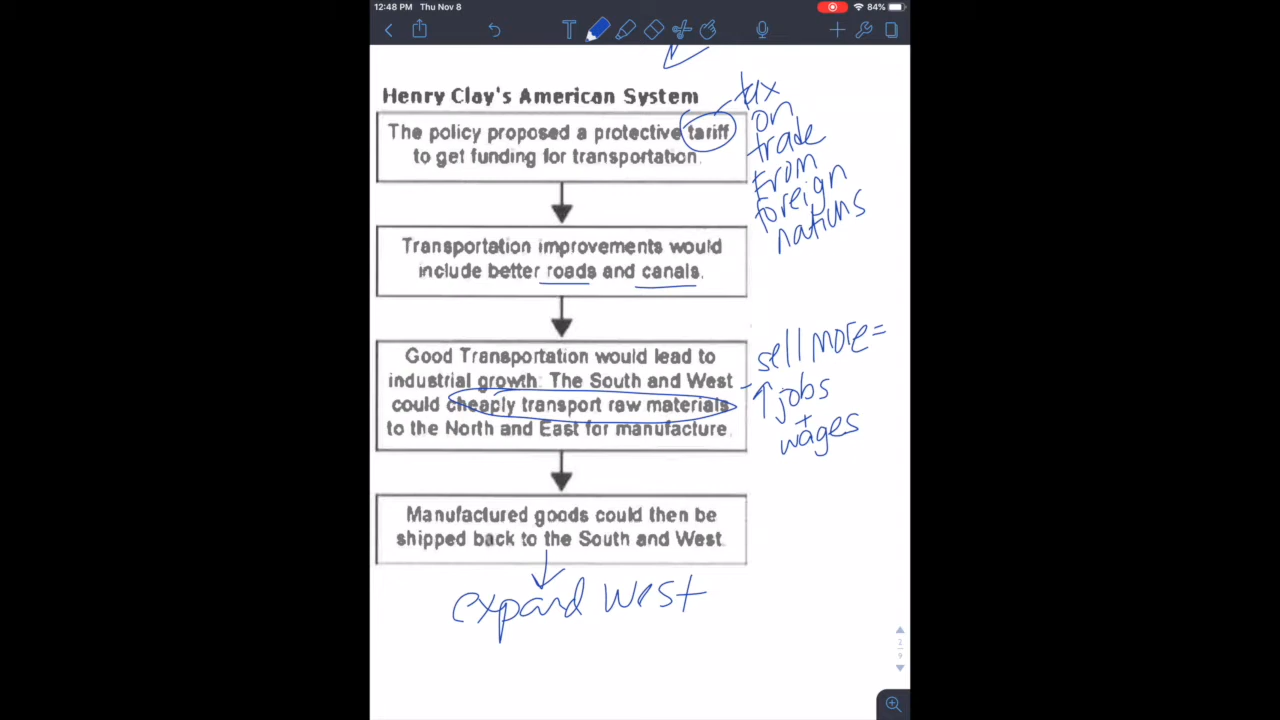 12:48 PM Thu Nov 8
84%
T
Henry Clay's American System
The policy proposed a protective tariff
to get funding for transportation.
tax
on
trade
From
foreign
nations
Transportation improvements would
include better roads and canals.
Good Transportation would lead to
industrial growth: The South and West
could cheaply transport raw materials
to the North and East for manufacture.
sell more =
↑ jobs
+
wages
Manufactured goods could then be
shipped back to the South and West.
expand west
2
9